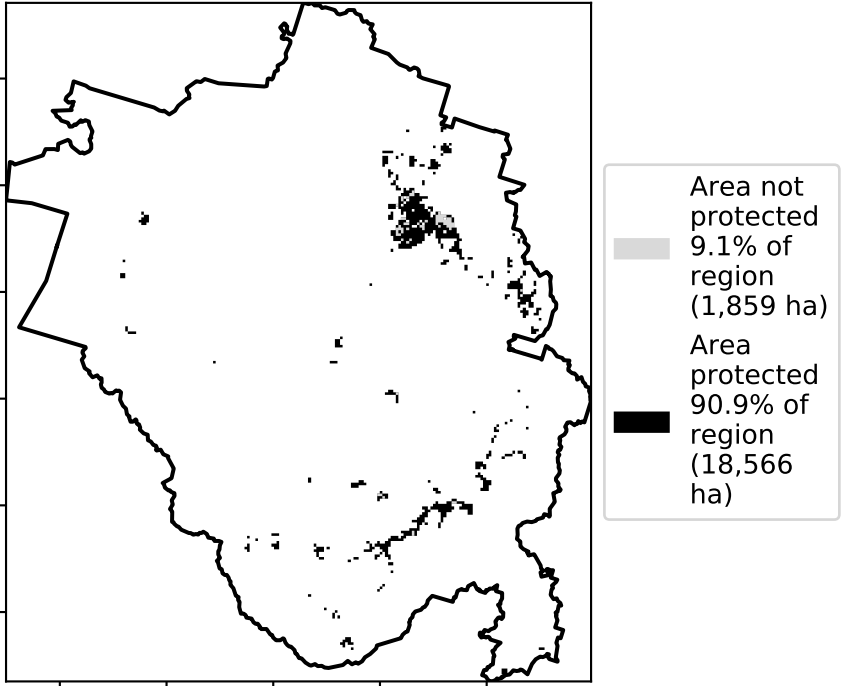 Area not
protected
9.1% of
region
(1,859 ha)
Area
protected
90.9% of
region
(18,566
ha)